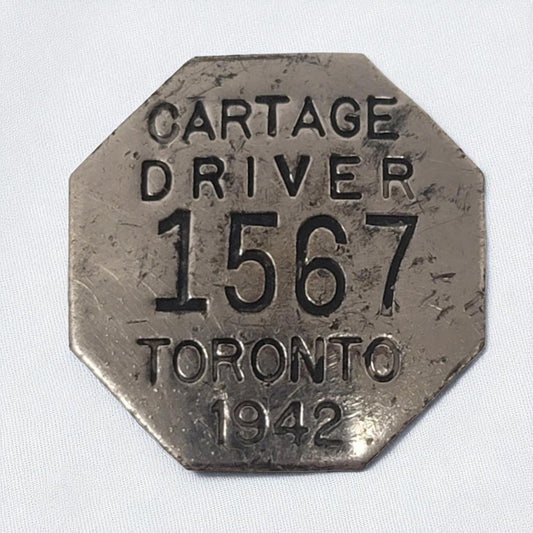 CARTAGE
DRIVER
1567
TORONTO
1942